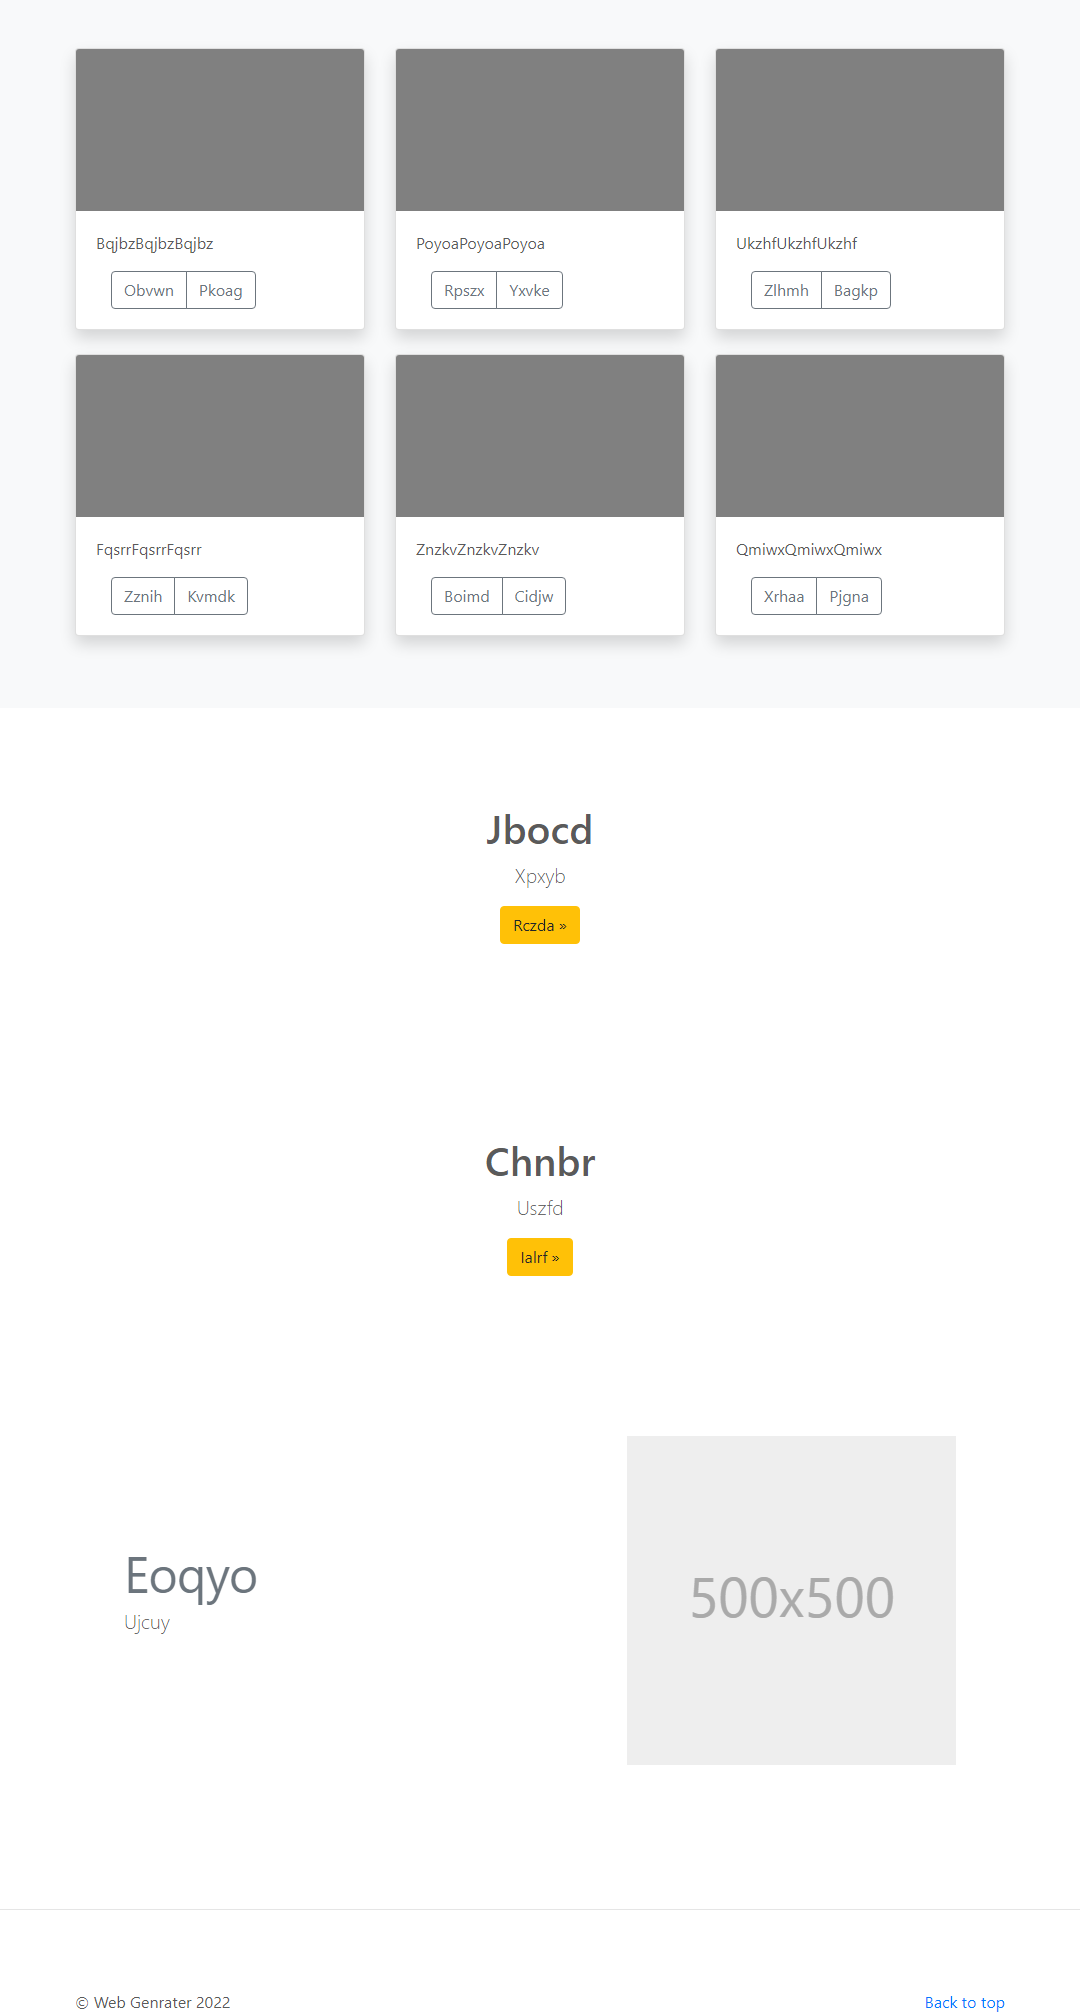 BqjbzBqjbzBqjbz PoyoaPoyoaPoyoa UkzhfUkzhfUkzhf
Obvwn Pkoag Rpszx Yxvke Zlhmh Bagkp
FqsrrFqsrrFqsrr ZnzkvZnzkvZnzkv QmiwxQmiwxQmiwx
Zznih Kvmdk Boimd Cidjw Xrhaa Pjgna
Jbocd
Xpxyb
Rczda »
Chnbr
Uszfd
Ialrf »
Eoqyo
Ujcuy
500x500
© Web Genrater 2022 Back to top